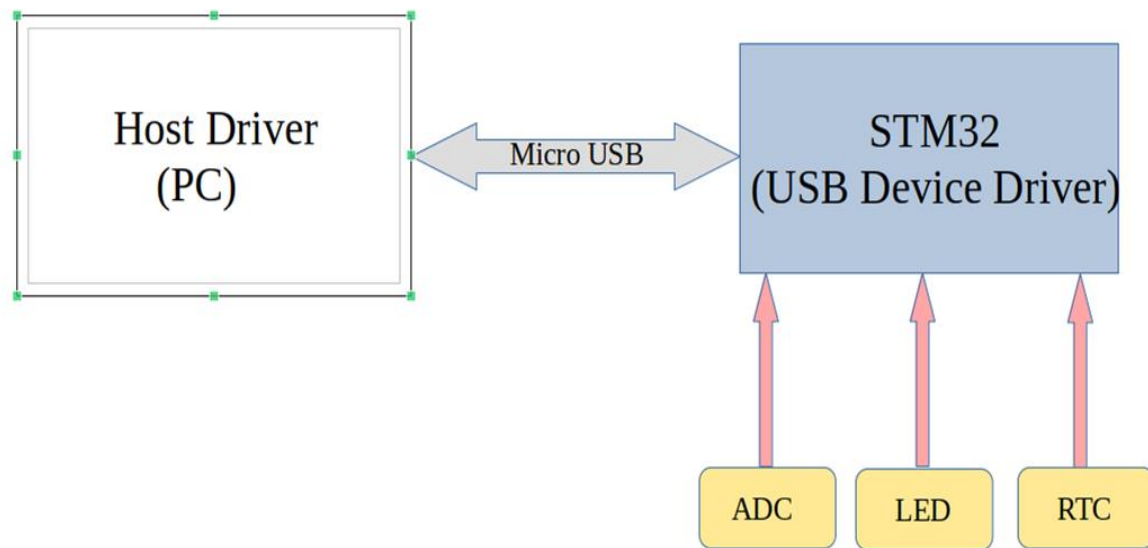 Host Driver
(PC)
Micro USB
STM32
(USB Device Driver)
ADC
LED
RTC